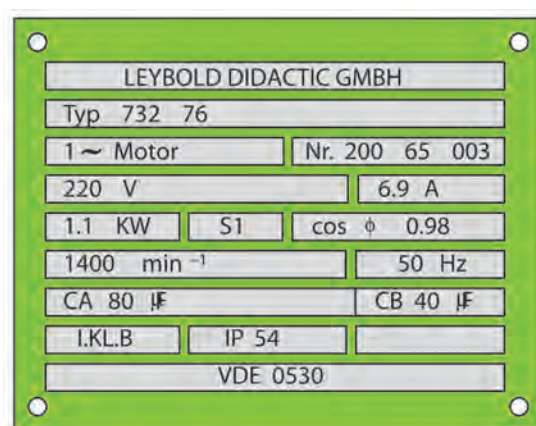 LEYBOLD DIDACTIC GMBH
Typ 732 76
1~ Motor Nr. 200 65 003
220 V 6.9 A
1.1 KW S1 cos ϕ 0.98
1400 min⁻¹ 50 Hz
CA 80 µF CB 40 µF
I.KL.B IP 54
VDE 0530